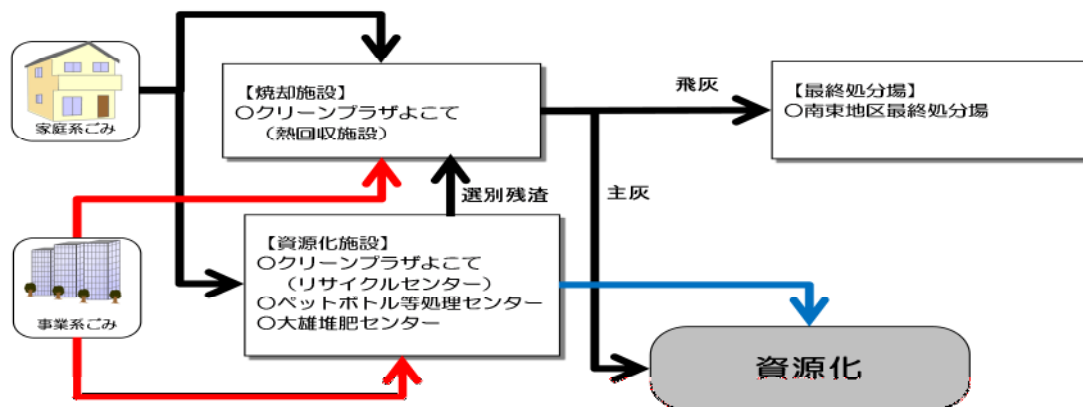 家庭系ごみ
【焼却施設】
○クリーンプラザよこて
（熱回収施設）
飛灰
【最終処分場】
○南東地区最終処分場
選別残渣
主灰
事業系ごみ
【資源化施設】
○クリーンプラザよこて
（リサイクルセンター）
○ペットボトル等処理センター
○大雄堆肥センター
資源化